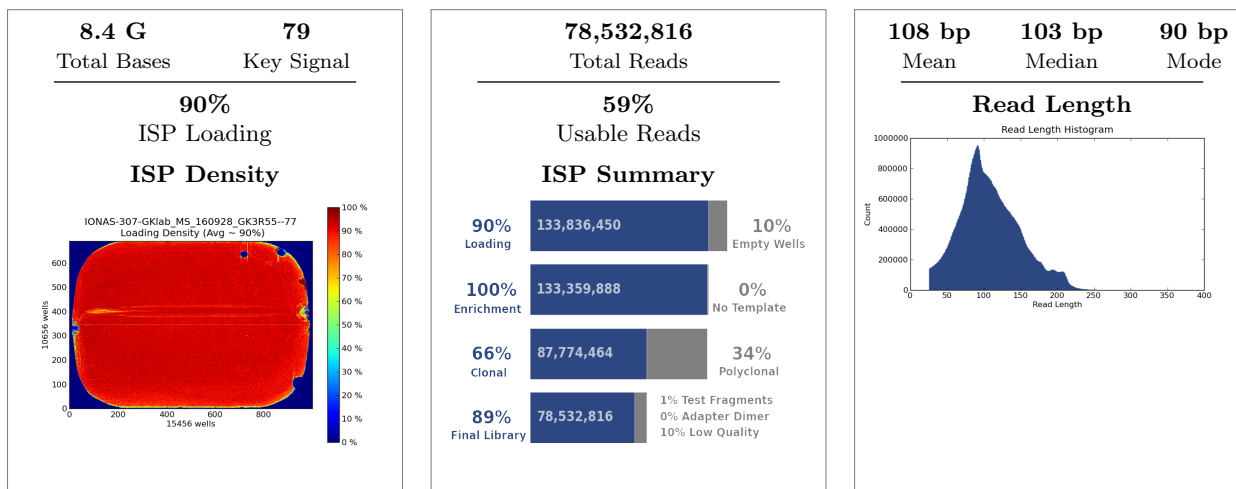 8.4 G
Total Bases
79
Key Signal
90%
ISP Loading
ISP Density
IONAS-307-GKlab_MS_160928_GK3R55--77
Loading Density (Avg ~ 90%)
10656 wells
600
500
400
300
200
100
0
0 200 400 600 800
15456 wells
100 %
90 %
80 %
70 %
60 %
50 %
40 %
30 %
20 %
10 %
0 %
78,532,816
Total Reads
59%
Usable Reads
ISP Summary
90%
Loading
133,836,450
10%
Empty Wells
100%
Enrichment
133,359,888
0%
No Template
66%
Clonal
87,774,464
34%
Polyclonal
89%
Final Library
78,532,816
1% Test Fragments
0% Adapter Dimer
10% Low Quality
108 bp
Mean
103 bp
Median
90 bp
Mode
Read Length
Read Length Histogram
Count
1000000
800000
600000
400000
200000
0
0 50 100 150 200 250 300 350 400
Read Length